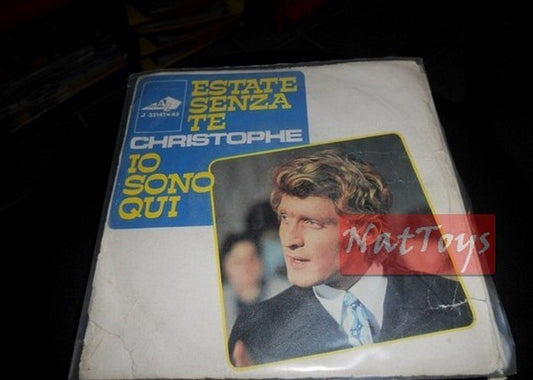 ESTATE
SENZA
TE
CHRISTOPHE
IO
SONO
QUI
NatToys